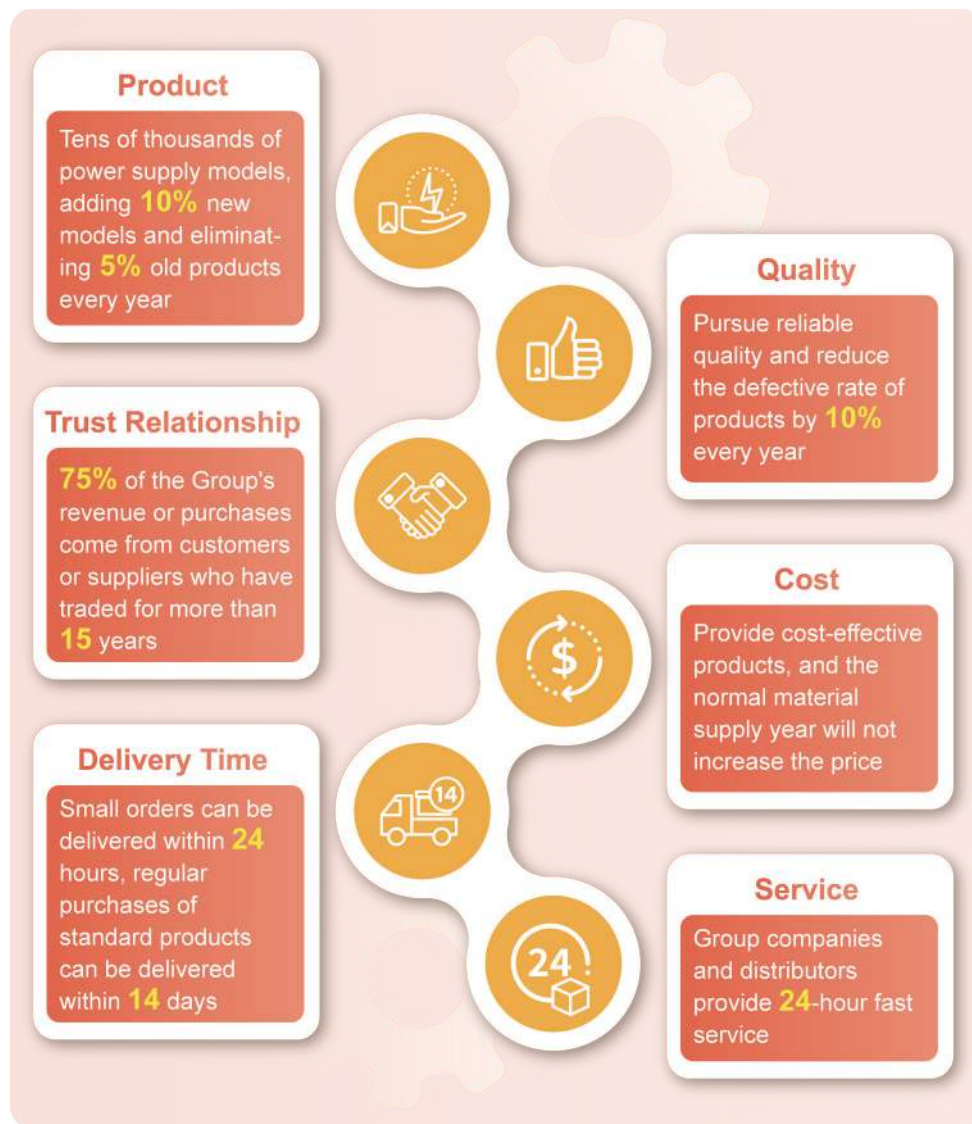 Product
Tens of thousands of
power supply models,
adding 10% new
models and eliminat-
ing 5% old products
every year
Quality
Pursue reliable
quality and reduce
the defective rate of
products by 10%
every year
Trust Relationship
75% of the Group's
revenue or purchases
come from customers
or suppliers who have
traded for more than
15 years
$
Cost
Provide cost-effective
products, and the
normal material
supply year will not
increase the price
Delivery Time
Small orders can be
delivered within 24
hours, regular
purchases of
standard products
can be delivered
within 14 days
14
24
Service
Group companies
and distributors
provide 24-hour fast
service